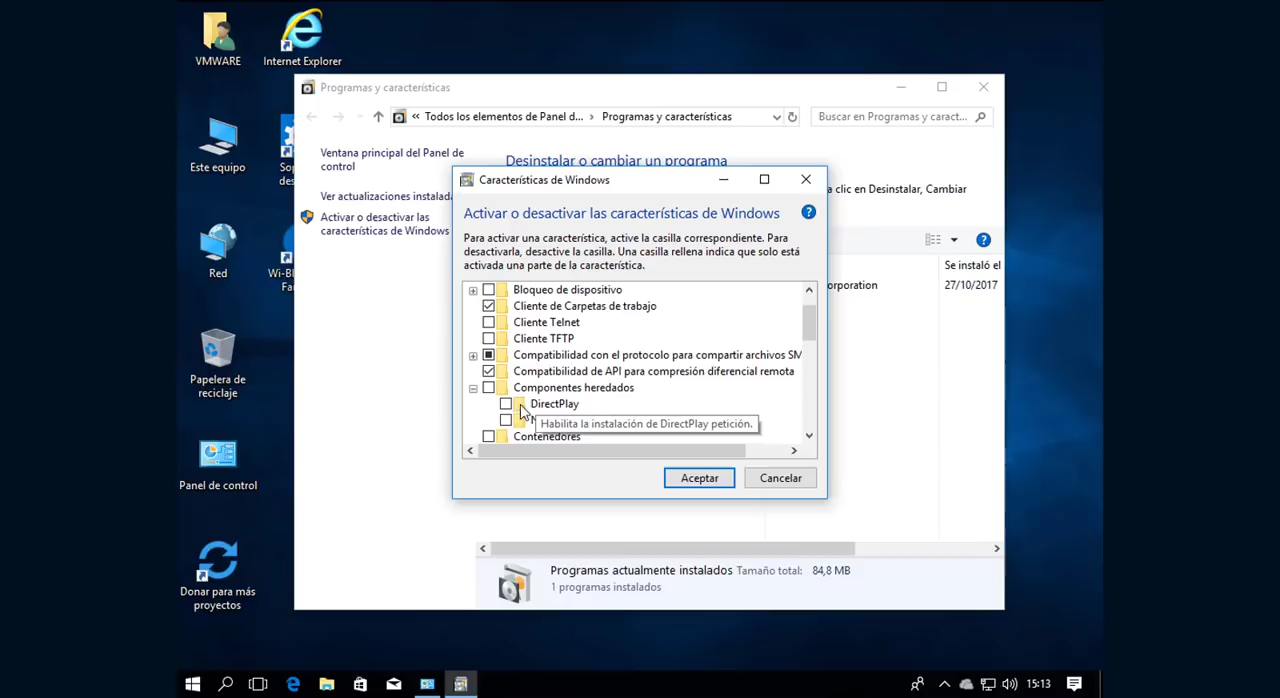 VMWARE
Internet Explorer
Este equipo
Red
Papelera de
reciclaje
Panel de control
Donar para más
proyectos
Programas y características
« Todos los elementos de Panel d... › Programas y características
Buscar en Programas y caract...
Ventana principal del Panel de
control
Ver actualizaciones instalada
Activar o desactivar las
características de Windows
Desinstalar o cambiar un programa
a clic en Desinstalar, Cambiar
Se instaló el
orporation
27/10/2017
Características de Windows
Activar o desactivar las características de Windows
Para activar una característica, active la casilla correspondiente. Para
desactivarla, desactive la casilla. Una casilla rellena indica que solo está
activada una parte de la característica.
Bloqueo de dispositivo
Cliente de Carpetas de trabajo
Cliente Telnet
Cliente TFTP
Compatibilidad con el protocolo para compartir archivos SM
Compatibilidad de API para compresión diferencial remota
Componentes heredados
DirectPlay
Habilita la instalación de DirectPlay petición.
Contenedores
Aceptar
Cancelar
Programas actualmente instalados Tamaño total: 84,8 MB
1 programas instalados
15:13